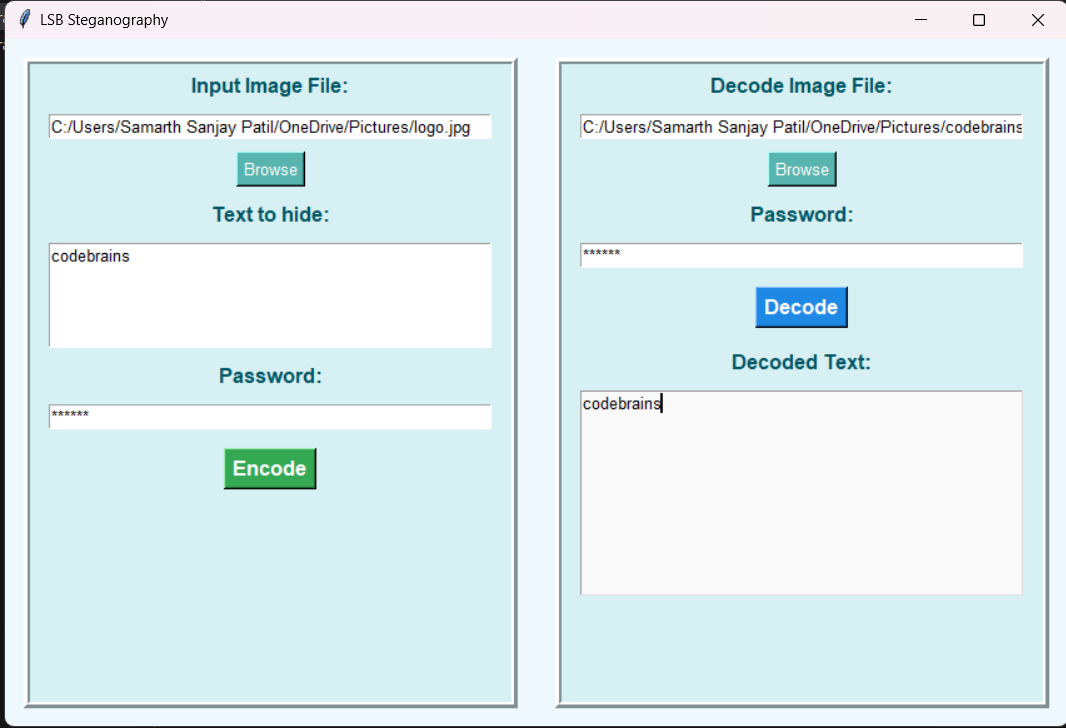 LSB Steganography
Input Image File:
C:/Users/Samarth Sanjay Patil/OneDrive/Pictures/logo.jpg
Browse
Text to hide:
codebrains
Password:
******
Encode
Decode Image File:
C:/Users/Samarth Sanjay Patil/OneDrive/Pictures/codebrains
Browse
Password:
******
Decode
Decoded Text:
codebrains